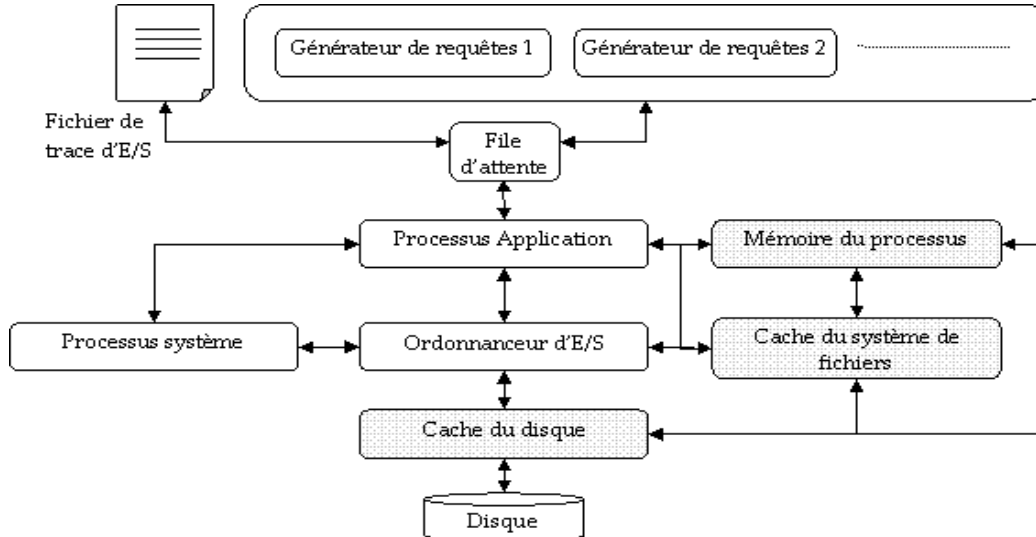 Générateur de requêtes 1
Générateur de requêtes 2
Fichier de
trace d'E/S
File
d'attente
Processus Application
Mémoire du processus
Processus système
Ordonnanceur d'E/S
Cache du système de
fichiers
Cache du disque
Disque